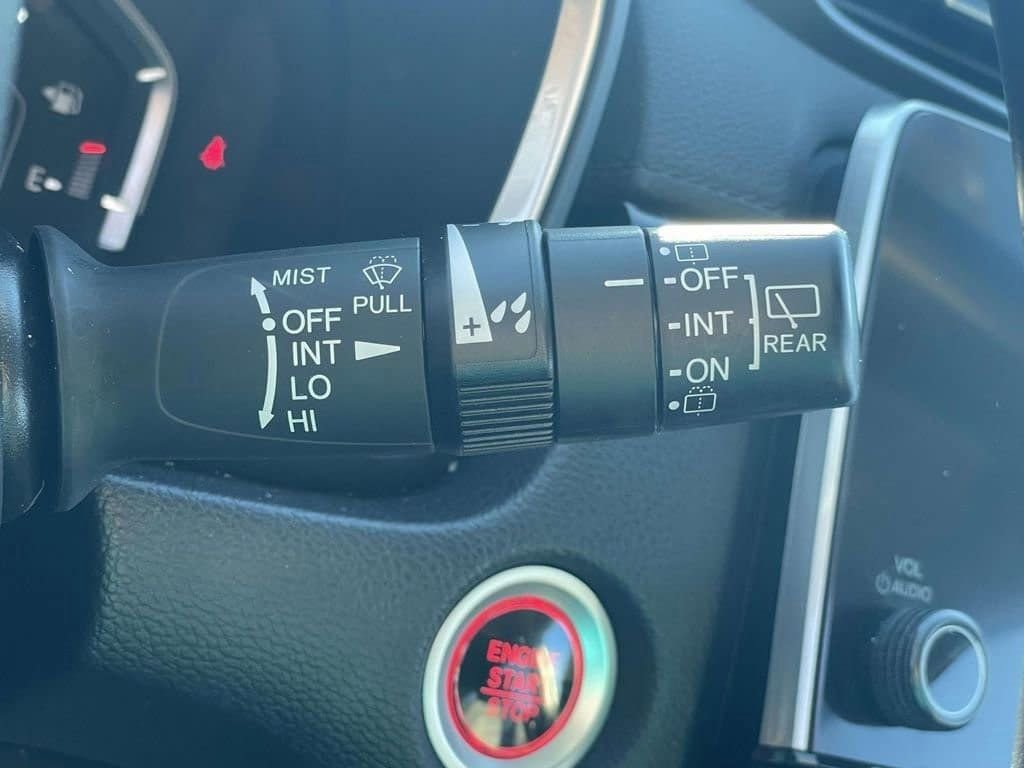 E
MIST
PULL
OFF
INT
LO
HI
+
OFF
INT
ON
REAR
ENGINE
START
STOP
VOL
AUDIO